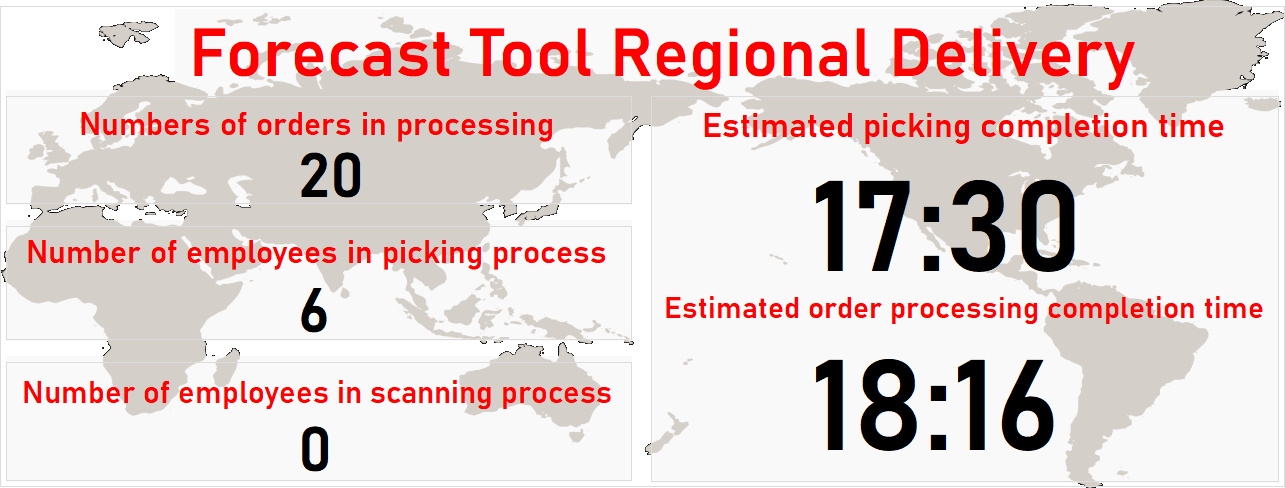 Forecast Tool Regional Delivery
Numbers of orders in processing
20
Number of employees in picking process
6
Number of employees in scanning process
0
Estimated picking completion time
17:30
Estimated order processing completion time
18:16